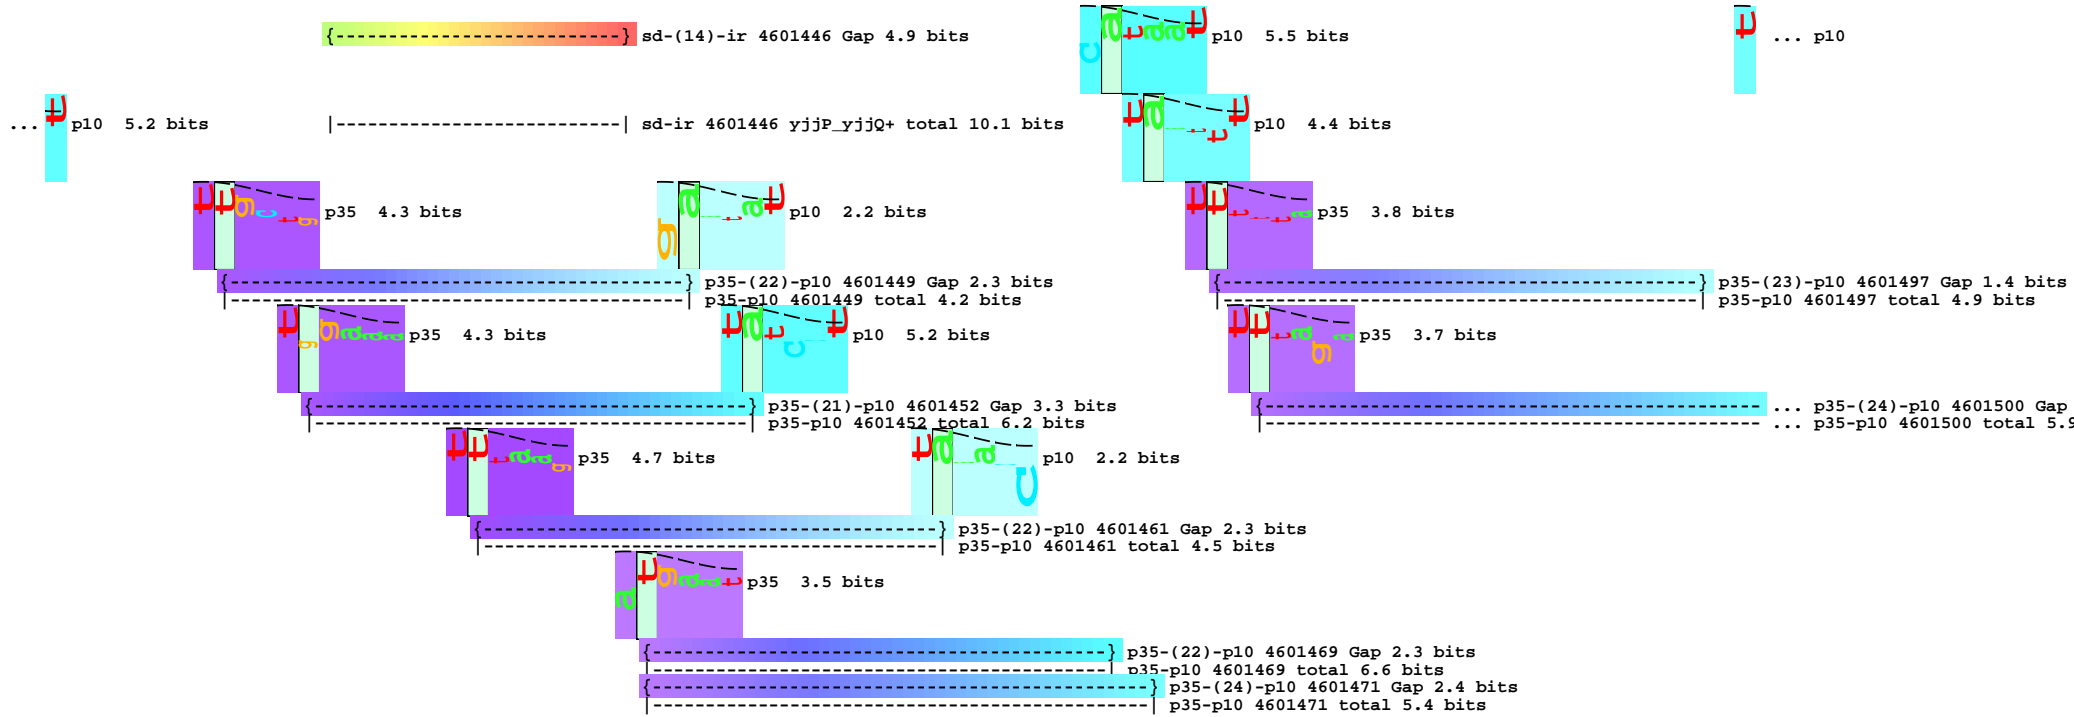 {--------------} sd-(14)-ir 4601446 Gap 4.9 bits
c a t a a t p10 5.5 bits
t ... p10
... t p10 5.2 bits
|--------------| sd-ir 4601446 yjjP_yjjQ+ total 10.1 bits
t a t t p10 4.4 bits
t t g c t g p35 4.3 bits
g a t a t p10 2.2 bits
t t t t a p35 3.8 bits
{----------------------} p35-(22)-p10 4601449 Gap 2.3 bits
{-----------------------} p35-(23)-p10 4601497 Gap 1.4 bits
|----------------------| p35-p10 4601449 total 4.2 bits
|-----------------------| p35-p10 4601497 total 4.9 bits
t g g a a a p35 4.3 bits
t a t c t p10 5.2 bits
t t t a g a p35 3.7 bits
{---------------------} p35-(21)-p10 4601452 Gap 3.3 bits
{------------------------ ... p35-(24)-p10 4601500 Gap
|---------------------| p35-p10 4601452 total 6.2 bits
|------------------------ ... p35-p10 4601500 total 5.9
t t t a a g p35 4.7 bits
t a a c p10 2.2 bits
{----------------------} p35-(22)-p10 4601461 Gap 2.3 bits
|----------------------| p35-p10 4601461 total 4.5 bits
a t g a a t p35 3.5 bits
{----------------------} p35-(22)-p10 4601469 Gap 2.3 bits
|----------------------| p35-p10 4601469 total 6.6 bits
{------------------------} p35-(24)-p10 4601471 Gap 2.4 bits
|------------------------| p35-p10 4601471 total 5.4 bits